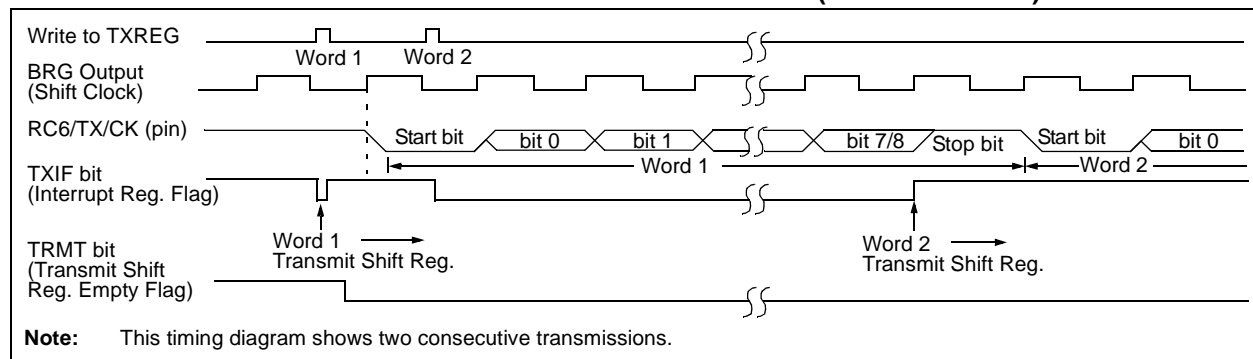 Write to TXREG
Word 1
Word 2
BRG Output
(Shift Clock)
RC6/TX/CK (pin)
Start bit
bit 0
bit 1
bit 7/8
Stop bit
Start bit
bit 0
Word 1
Word 2
TXIF bit
(Interrupt Reg. Flag)
Word 1
Transmit Shift Reg.
Word 2
Transmit Shift Reg.
TRMT bit
(Transmit Shift
Reg. Empty Flag)
Note: This timing diagram shows two consecutive transmissions.